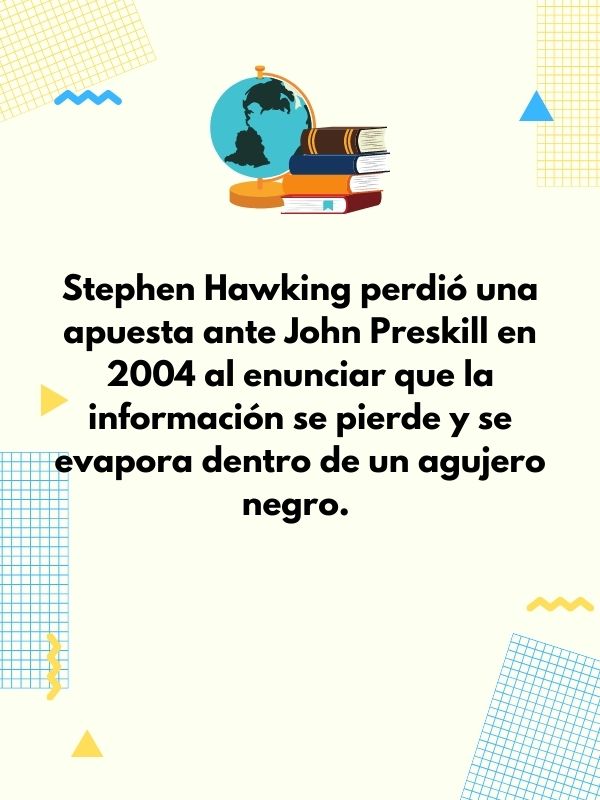 Stephen Hawking perdió una
apuesta ante John Preskill en
2004 al enunciar que la
información se pierde y se
evapora dentro de un agujero
negro.